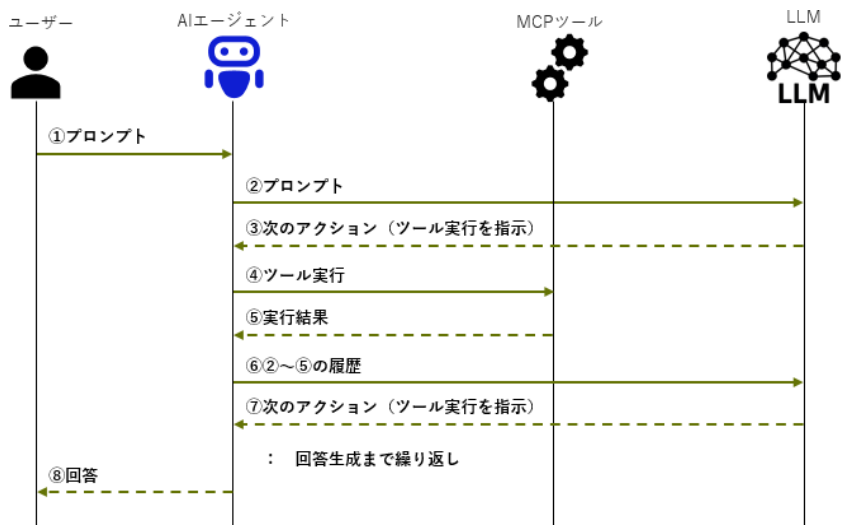 ユーザー
AIエージェント
MCPツール
LLM
LLM
①プロンプト
②プロンプト
③次のアクション（ツール実行を指示）
④ツール実行
⑤実行結果
⑥②～⑤の履歴
⑦次のアクション（ツール実行を指示）
：　回答生成まで繰り返し
⑧回答